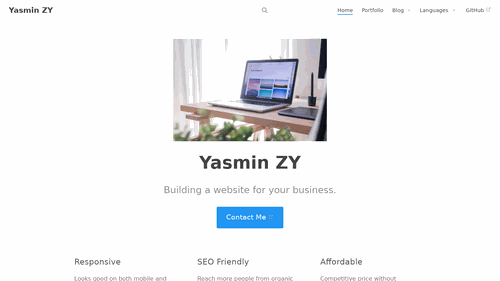 Yasmin ZY
Home Portfolio Blog Languages GitHub
Yasmin ZY
Building a website for your business.
Contact Me
Responsive SEO Friendly Affordable
Looks good on both mobile and Reach more people from organic Competitive price without